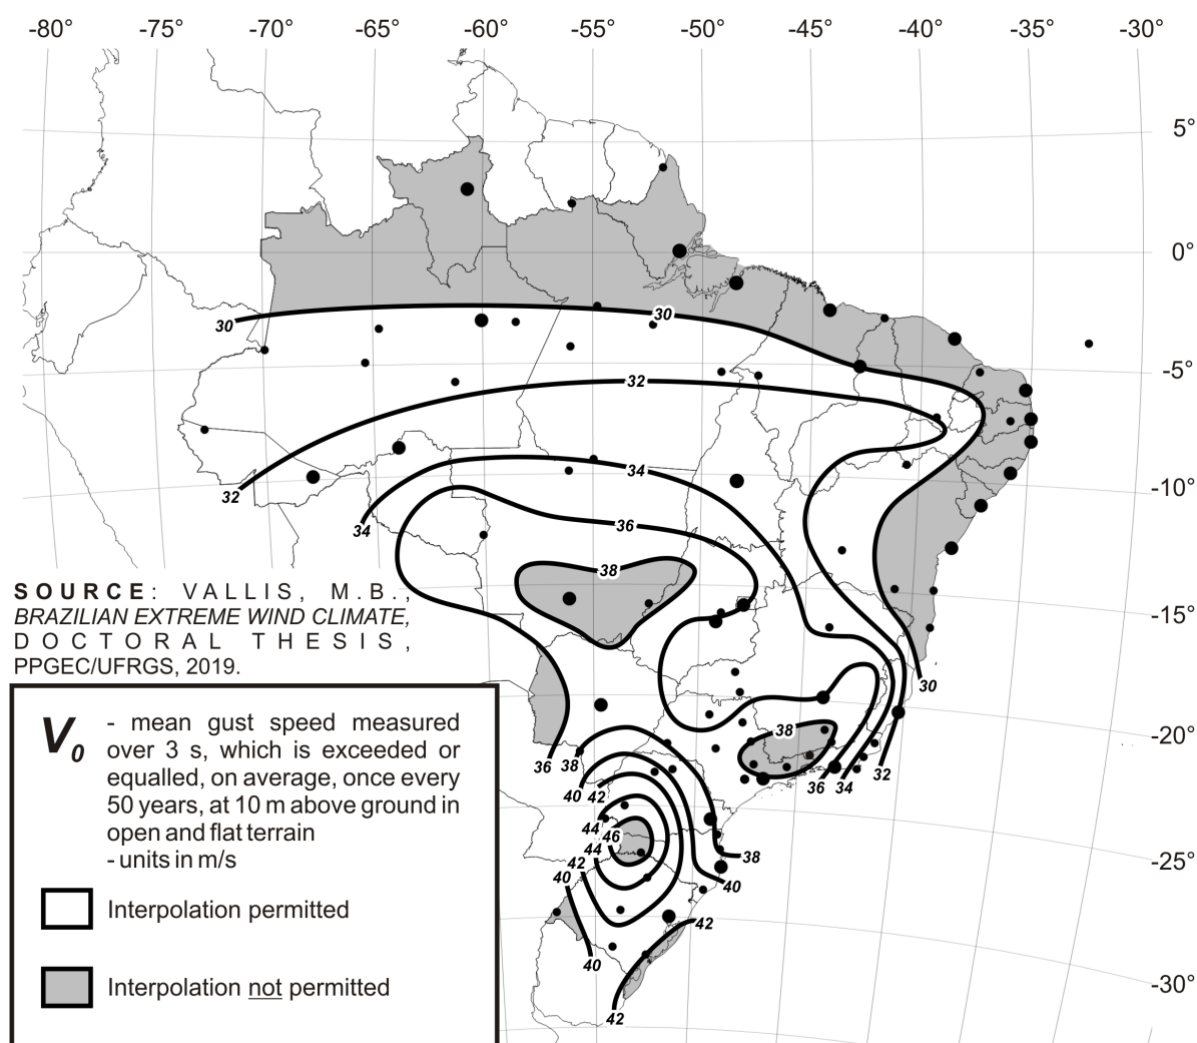 -80° -75° -70° -65° -60° -55° -50° -45° -40° -35° -30°
5°
0°
30
30
-5°
32
34
-10°
32
34
36
38
SOURCE: VALLIS, M.B.,
BRAZILIAN EXTREME WIND CLIMATE,
DOCTORAL THESIS,
PPGEC/UFRGS, 2019.
-15°
30
38
-20°
36
38
36
34
32
40
42
V0
- mean gust speed measured
over 3 s, which is exceeded or
equalled, on average, once every
50 years, at 10 m above ground in
open and flat terrain
- units in m/s
44
46
44
38
42
-25°
40
40
Interpolation permitted
42
40
Interpolation not permitted
-30°
42